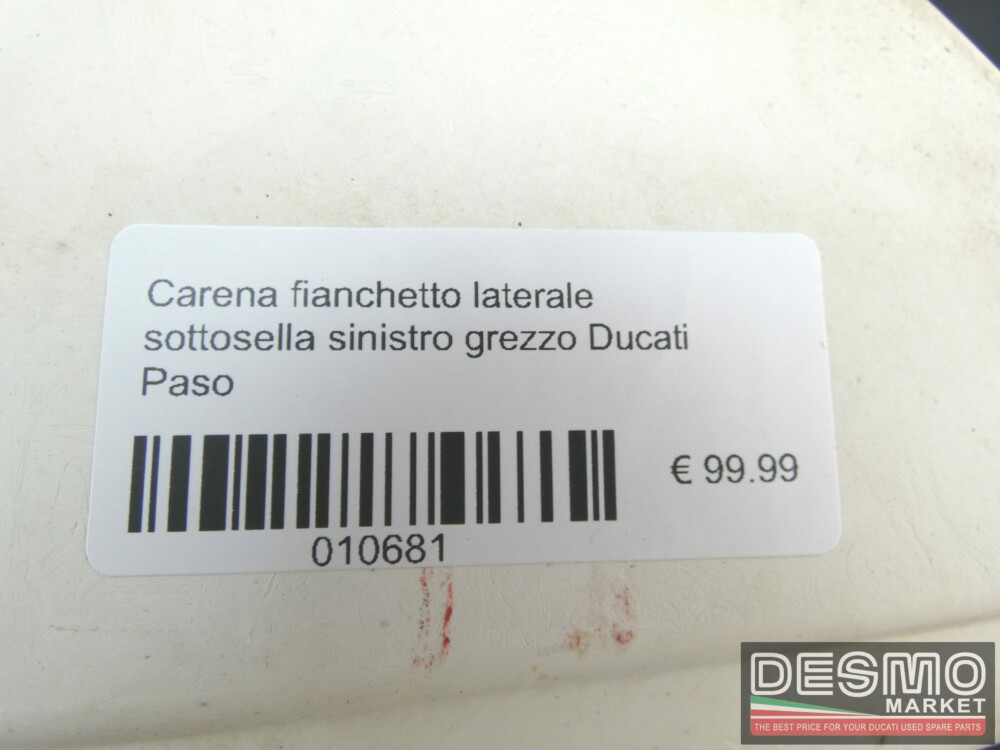 Carena fianchetto laterale
sottosella sinistro grezzo Ducati
Paso
€ 99.99
010681
DESMO
MARKET
THE BEST PRICE FOR YOUR DUCATI USED SPARE PARTS